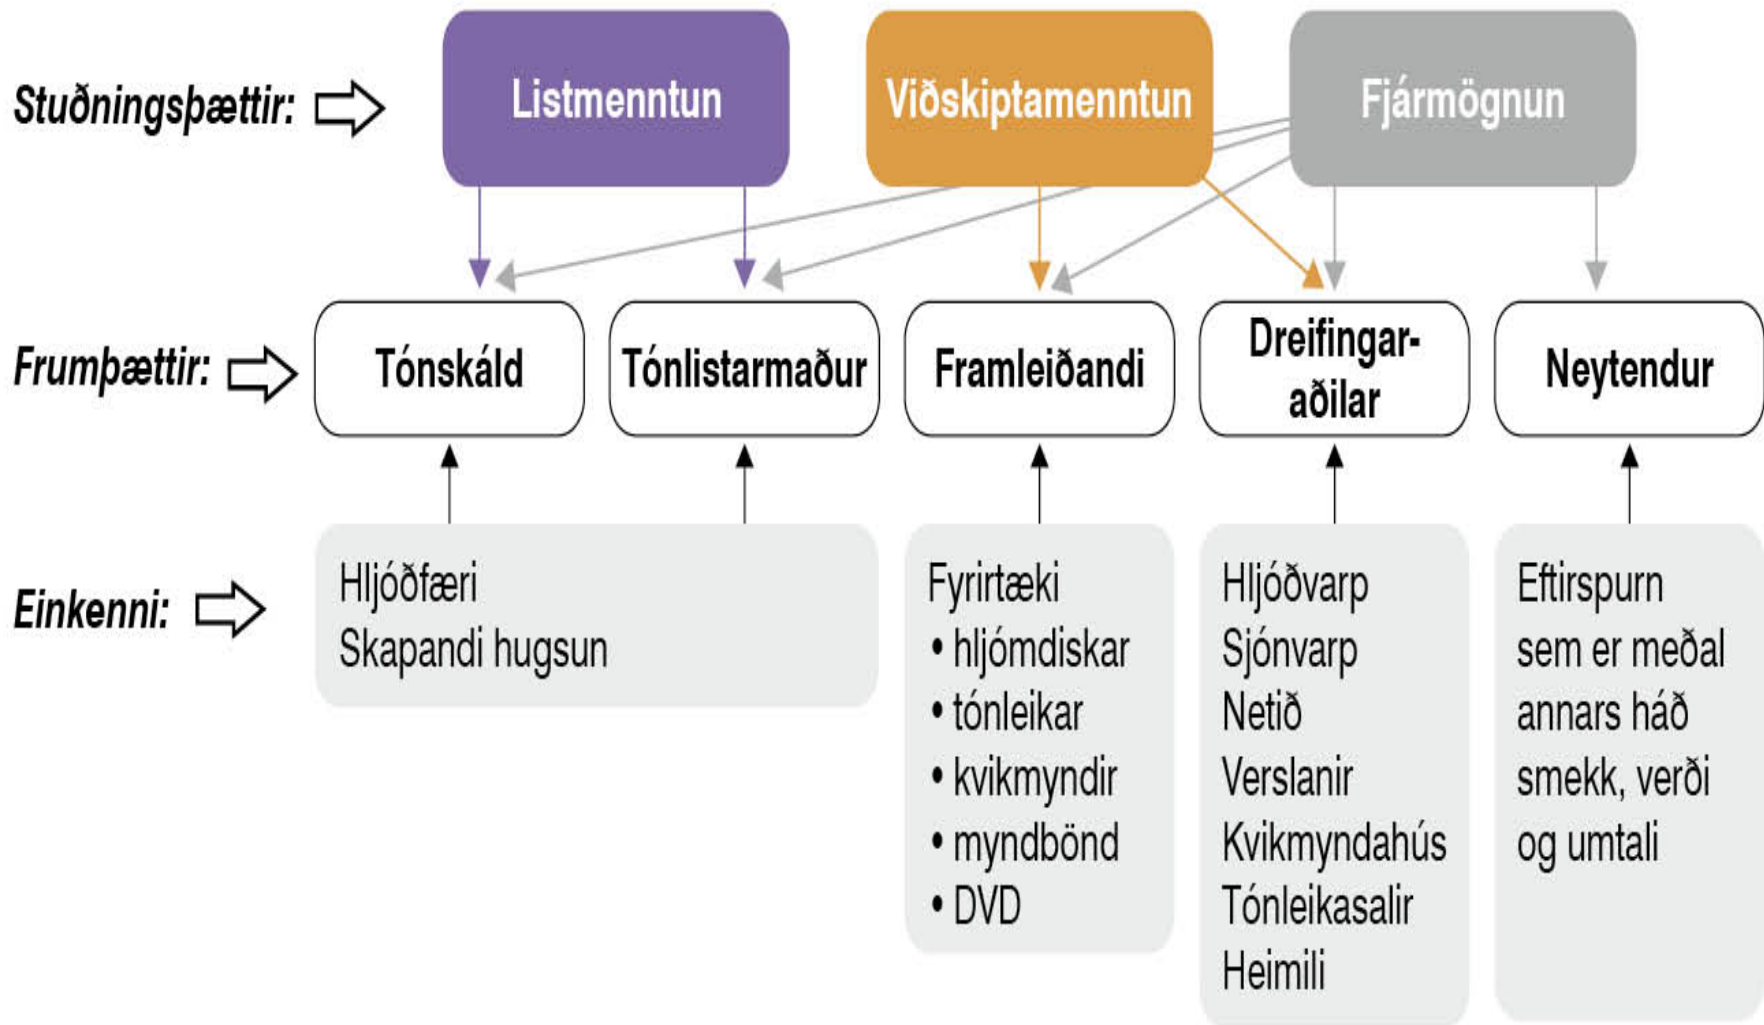 Stuðningsþættir:
Listmenntun
Viðskiptamenntun
Fjármögnun
Frumþættir:
Tónskáld
Tónlistarmaður
Framleiðandi
Dreifingar-
aðilar
Neytendur
Einkenni:
Hljóðfæri
Skapandi hugsun
Fyrirtæki
• hljómdiskar
• tónleikar
• kvikmyndir
• myndbönd
• DVD
Hljóðvarp
Sjónvarp
Netið
Verslanir
Kvikmyndahús
Tónleikasalir
Heimili
Eftirspurn
sem er meðal
annars háð
smekk, verði
og umtali